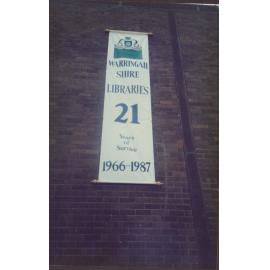 WARRINGAH
SHIRE
LIBRARIES
21
Years
of
Service
1966-1987